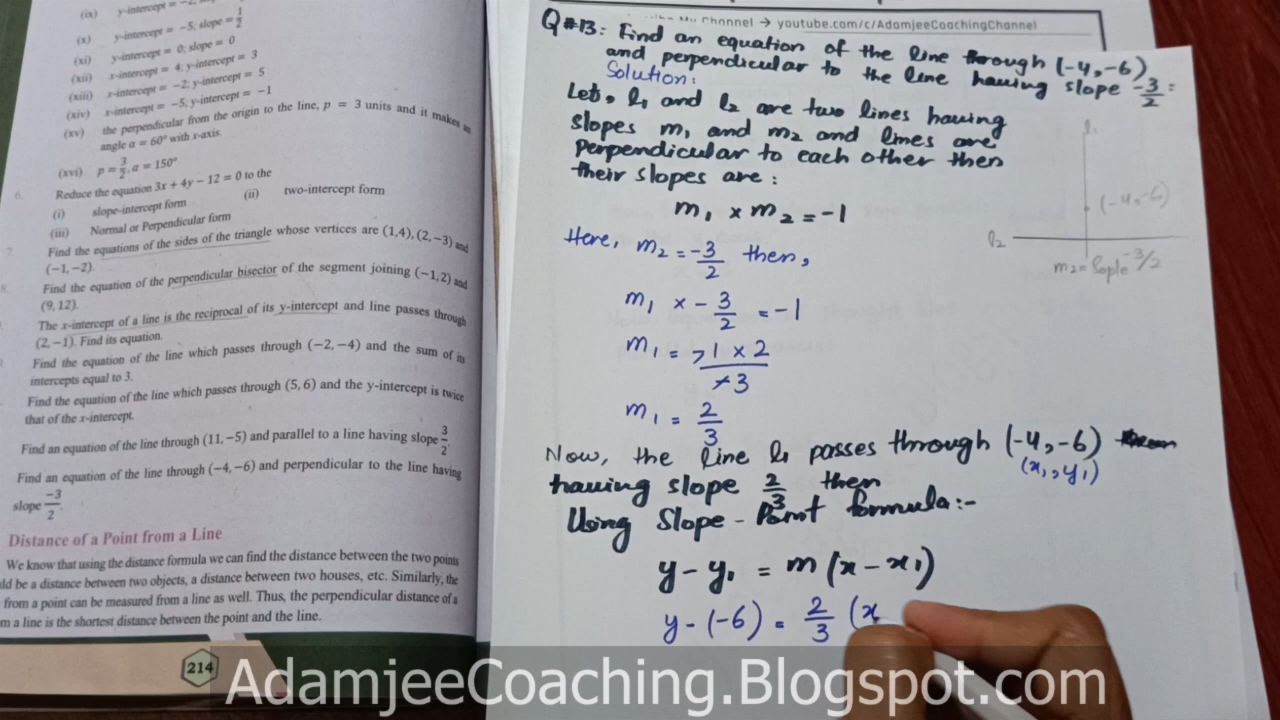 (ix) y-intercept =
(x) y-intercept = −5; slope = 1/2
(xi) y-intercept = 0; slope = 0
(xii) x-intercept = 4; y-intercept = 3
(xiii) x-intercept = −2; y-intercept = 5
(xiv) x-intercept = −5; y-intercept = −1
(xv) the perpendicular from the origin to the line, p = 3 units and it makes an
angle α = 60° with x-axis.
(xvi) p = 3/2, α = 150°
6. Reduce the equation 3x + 4y − 12 = 0 to the
(i) slope-intercept form (ii) two-intercept form
(iii) Normal or Perpendicular form
7. Find the equations of the sides of the triangle whose vertices are (1,4), (2, −3) and
(−1, −2).
8. Find the equation of the perpendicular bisector of the segment joining (−1, 2) and
(9, 12).
The x-intercept of a line is the reciprocal of its y-intercept and line passes through
(2, −1). Find its equation.
Find the equation of the line which passes through (−2, −4) and the sum of its
intercepts equal to 3.
Find the equation of the line which passes through (5, 6) and the y-intercept is twice
that of the x-intercept.
Find an equation of the line through (11, −5) and parallel to a line having slope 3/2.
Find an equation of the line through (−4, −6) and perpendicular to the line having
slope −3/2.
Distance of a Point from a Line
We know that using the distance formula we can find the distance between the two points
ld be a distance between two objects, a distance between two houses, etc. Similarly, the
from a point can be measured from a line as well. Thus, the perpendicular distance of a
m a line is the shortest distance between the point and the line.
214
My Channel → youtube.com/c/AdamjeeCoachingChannel
Q#13: Find an equation of the line through (-4,-6)
and perpendicular to the line having slope -3/2 :
Solution:
Let, l1 and l2 are two lines having
slopes m1 and m2 and lines are
perpendicular to each other then
their slopes are :
m1 × m2 = -1
Here, m2 = -3/2 then,
m1 × - 3/2 = -1
m1 = -1 × 2 / -3
m1 = 2/3
Now, the line l1 passes through (-4,-6)
(x1, y1)
having slope 2/3 then
Using Slope - Point formula:-
y - y1 = m (x - x1)
y - (-6) = 2/3 (x
l1
(-4,-6)
l2
m2 = Sople -3/2
AdamjeeCoaching.Blogspot.com